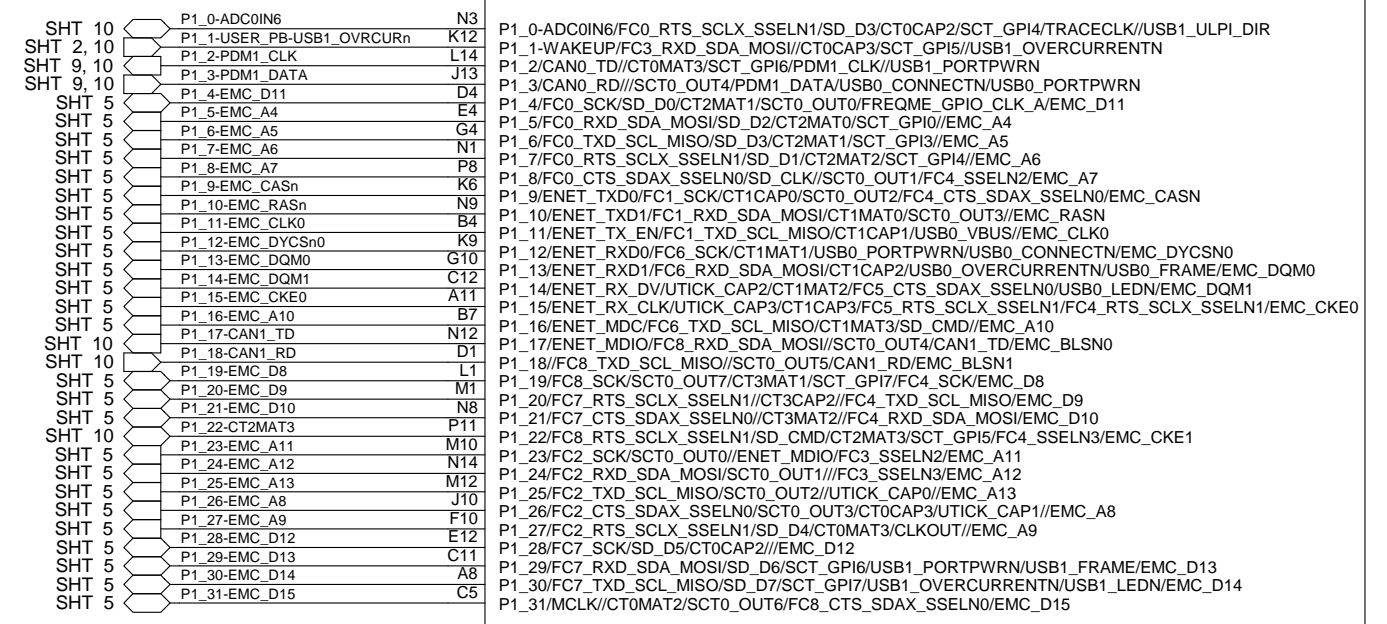 SHT 10 P1_0-ADC0IN6 N3 P1_0-ADC0IN6/FC0_RTS_SCLX_SSELN1/SD_D3/CT0CAP2/SCT_GPI4/TRACECLK//USB1_ULPI_DIR
SHT 2, 10 P1_1-USER_PB-USB1_OVRCURn K12 P1_1-WAKEUP/FC3_RXD_SDA_MOSI//CT0CAP3/SCT_GPI5//USB1_OVERCURRENTN
SHT 9, 10 P1_2-PDM1_CLK L14 P1_2/CAN0_TD//CT0MAT3/SCT_GPI6/PDM1_CLK//USB1_PORTPWRN
SHT 9, 10 P1_3-PDM1_DATA J13 P1_3/CAN0_RD///SCT0_OUT4/PDM1_DATA/USB0_CONNECTN/USB0_PORTPWRN
SHT 5 P1_4-EMC_D11 D4 P1_4/FC0_SCK/SD_D0/CT2MAT1/SCT0_OUT0/FREQME_GPIO_CLK_A/EMC_D11
SHT 5 P1_5-EMC_A4 E4 P1_5/FC0_RXD_SDA_MOSI/SD_D2/CT2MAT0/SCT_GPI0//EMC_A4
SHT 5 P1_6-EMC_A5 G4 P1_6/FC0_TXD_SCL_MISO/SD_D3/CT2MAT1/SCT_GPI3//EMC_A5
SHT 5 P1_7-EMC_A6 N1 P1_7/FC0_RTS_SCLX_SSELN1/SD_D1/CT2MAT2/SCT_GPI4//EMC_A6
SHT 5 P1_8-EMC_A7 P8 P1_8/FC0_CTS_SDAX_SSELN0/SD_CLK//SCT0_OUT1/FC4_SSELN2/EMC_A7
SHT 5 P1_9-EMC_CASn K6 P1_9/ENET_TXD0/FC1_SCK/CT1CAP0/SCT0_OUT2/FC4_CTS_SDAX_SSELN0/EMC_CASN
SHT 5 P1_10-EMC_RASn N9 P1_10/ENET_TXD1/FC1_RXD_SDA_MOSI/CT1MAT0/SCT0_OUT3//EMC_RASN
SHT 5 P1_11-EMC_CLK0 B4 P1_11/ENET_TX_EN/FC1_TXD_SCL_MISO/CT1CAP1/USB0_VBUS//EMC_CLK0
SHT 5 P1_12-EMC_DYCSn0 K9 P1_12/ENET_RXD0/FC6_SCK/CT1MAT1/USB0_PORTPWRN/USB0_CONNECTN/EMC_DYCSN0
SHT 5 P1_13-EMC_DQM0 G10 P1_13/ENET_RXD1/FC6_RXD_SDA_MOSI/CT1CAP2/USB0_OVERCURRENTN/USB0_FRAME/EMC_DQM0
SHT 5 P1_14-EMC_DQM1 C12 P1_14/ENET_RX_DV/UTICK_CAP2/CT1MAT2/FC5_CTS_SDAX_SSELN0/USB0_LEDN/EMC_DQM1
SHT 5 P1_15-EMC_CKE0 A11 P1_15/ENET_RX_CLK/UTICK_CAP3/CT1CAP3/FC5_RTS_SCLX_SSELN1/FC4_RTS_SCLX_SSELN1/EMC_CKE0
SHT 5 P1_16-EMC_A10 B7 P1_16/ENET_MDC/FC6_TXD_SCL_MISO/CT1MAT3/SD_CMD//EMC_A10
SHT 10 P1_17-CAN1_TD N12 P1_17/ENET_MDIO/FC8_RXD_SDA_MOSI//SCT0_OUT4/CAN1_TD/EMC_BLSN0
SHT 10 P1_18-CAN1_RD D1 P1_18//FC8_TXD_SCL_MISO//SCT0_OUT5/CAN1_RD/EMC_BLSN1
SHT 5 P1_19-EMC_D8 L1 P1_19/FC8_SCK/SCT0_OUT7/CT3MAT1/SCT_GPI7/FC4_SCK/EMC_D8
SHT 5 P1_20-EMC_D9 M1 P1_20/FC7_RTS_SCLX_SSELN1//CT3CAP2//FC4_TXD_SCL_MISO/EMC_D9
SHT 5 P1_21-EMC_D10 N8 P1_21/FC7_CTS_SDAX_SSELN0//CT3MAT2//FC4_RXD_SDA_MOSI/EMC_D10
SHT 10 P1_22-CT2MAT3 P11 P1_22/FC8_RTS_SCLX_SSELN1/SD_CMD/CT2MAT3/SCT_GPI5/FC4_SSELN3/EMC_CKE1
SHT 5 P1_23-EMC_A11 M10 P1_23/FC2_SCK/SCT0_OUT0//ENET_MDIO/FC3_SSELN2/EMC_A11
SHT 5 P1_24-EMC_A12 N14 P1_24/FC2_RXD_SDA_MOSI/SCT0_OUT1///FC3_SSELN3/EMC_A12
SHT 5 P1_25-EMC_A13 M12 P1_25/FC2_TXD_SCL_MISO/SCT0_OUT2//UTICK_CAP0//EMC_A13
SHT 5 P1_26-EMC_A8 J10 P1_26/FC2_CTS_SDAX_SSELN0/SCT0_OUT3/CT0CAP3/UTICK_CAP1//EMC_A8
SHT 5 P1_27-EMC_A9 F10 P1_27/FC2_RTS_SCLX_SSELN1/SD_D4/CT0MAT3/CLKOUT//EMC_A9
SHT 5 P1_28-EMC_D12 E12 P1_28/FC7_SCK/SD_D5/CT0CAP2///EMC_D12
SHT 5 P1_29-EMC_D13 C11 P1_29/FC7_RXD_SDA_MOSI/SD_D6/SCT_GPI6/USB1_PORTPWRN/USB1_FRAME/EMC_D13
SHT 5 P1_30-EMC_D14 A8 P1_30/FC7_TXD_SCL_MISO/SD_D7/SCT_GPI7/USB1_OVERCURRENTN/USB1_LEDN/EMC_D14
SHT 5 P1_31-EMC_D15 C5 P1_31/MCLK//CT0MAT2/SCT0_OUT6/FC8_CTS_SDAX_SSELN0/EMC_D15